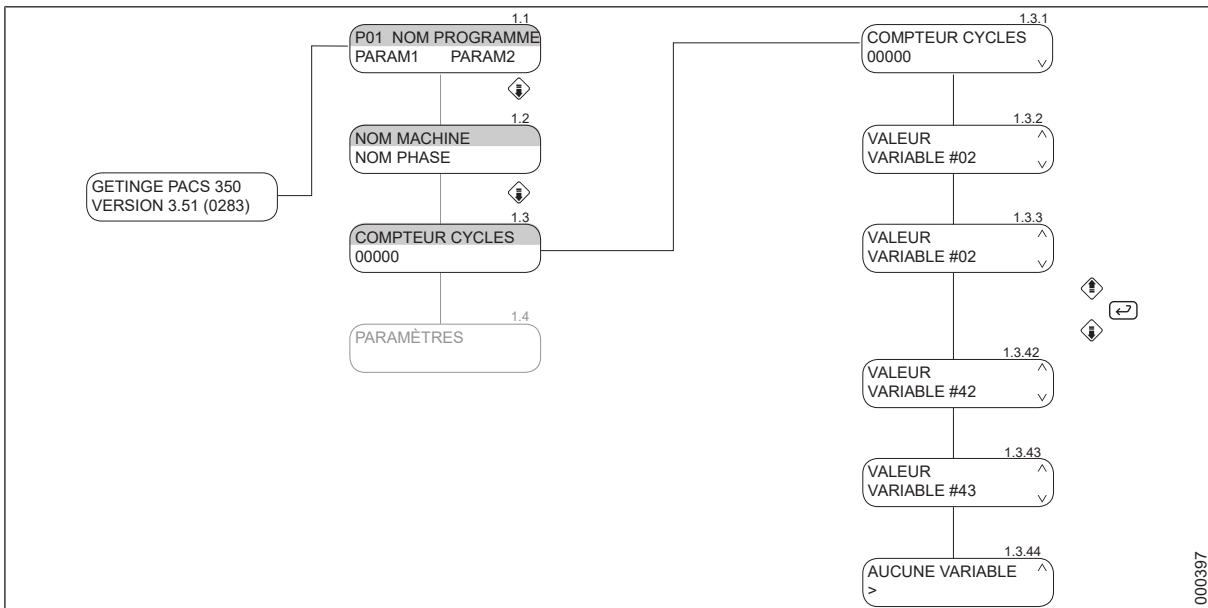 GETINGE PACS 350
VERSION 3.51 (0283)
1.1
P01 NOM PROGRAMME
PARAM1 PARAM2
1.2
NOM MACHINE
NOM PHASE
1.3
COMPTEUR CYCLES
00000
1.4
PARAMÈTRES
1.3.1
COMPTEUR CYCLES
00000
1.3.2
VALEUR
VARIABLE #02
1.3.3
VALEUR
VARIABLE #02
1.3.42
VALEUR
VARIABLE #42
1.3.43
VALEUR
VARIABLE #43
1.3.44
AUCUNE VARIABLE
>
000397